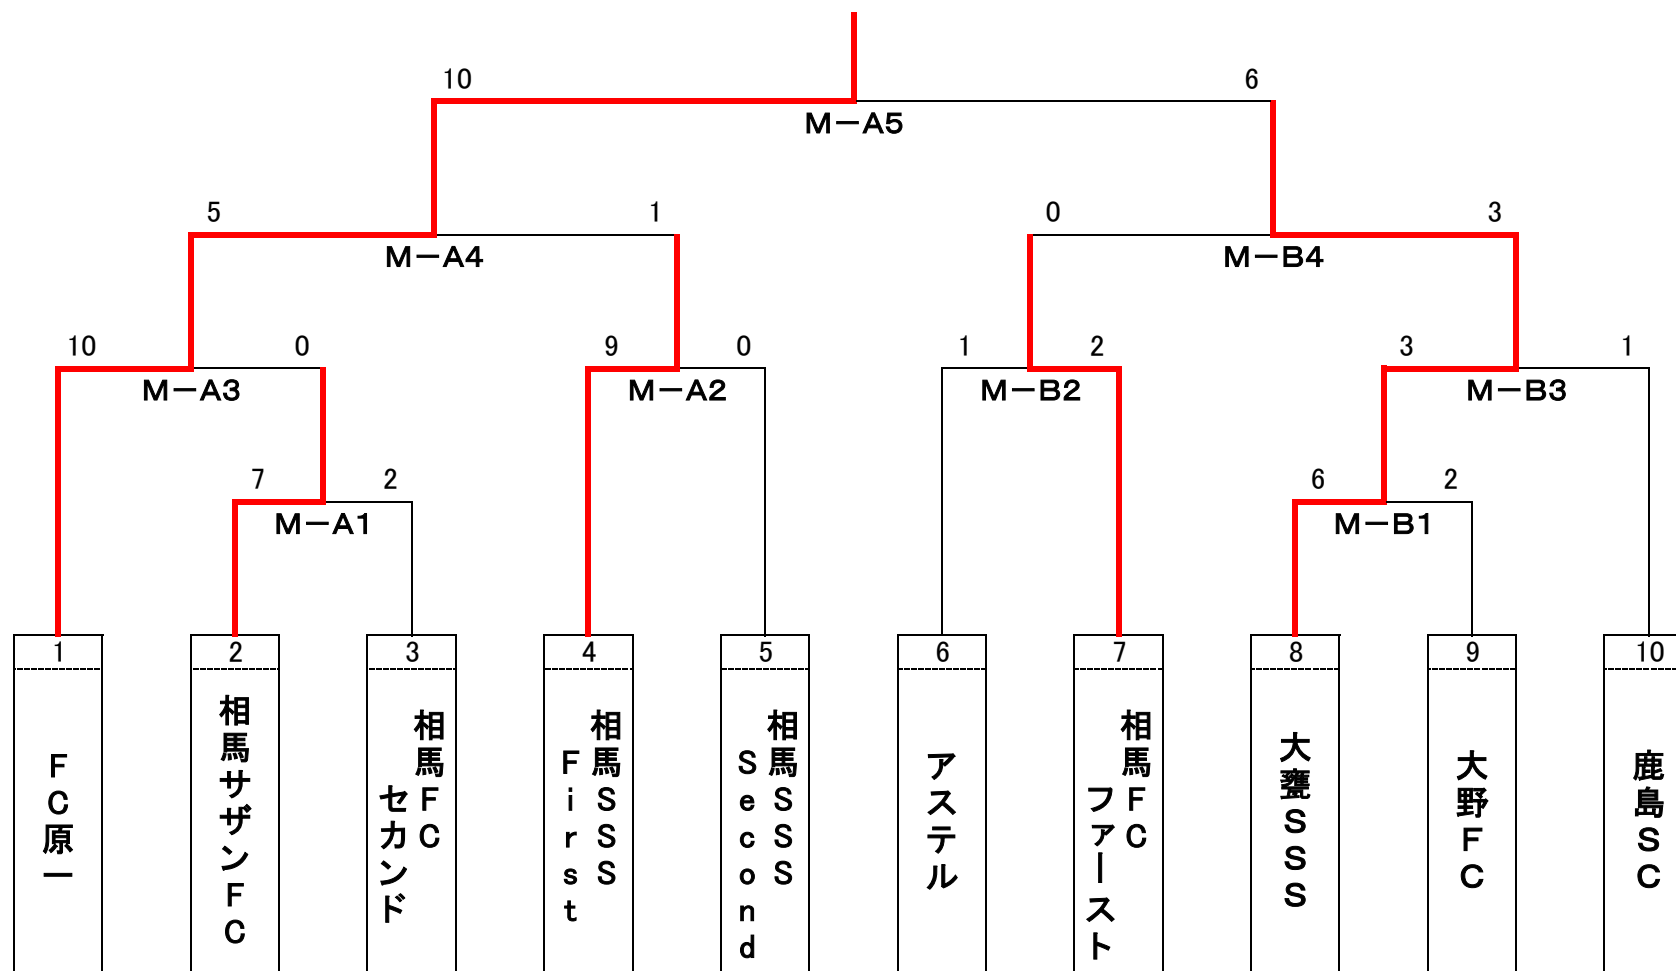 10 6
M-A5
5 1 0 3
M-A4 M-B4
10 0 9 0 1 2 3 1
M-A3 M-A2 M-B2 M-B3
7 2 6 2
M-A1 M-B1
1 2 3 4 5 6 7 8 9 10
FC原一
相馬サザンFC
相馬FC
セカンド
相馬SSS
First
相馬SSS
Second
アステル
相馬FC
ファースト
大甕SSS
大野FC
鹿島SC